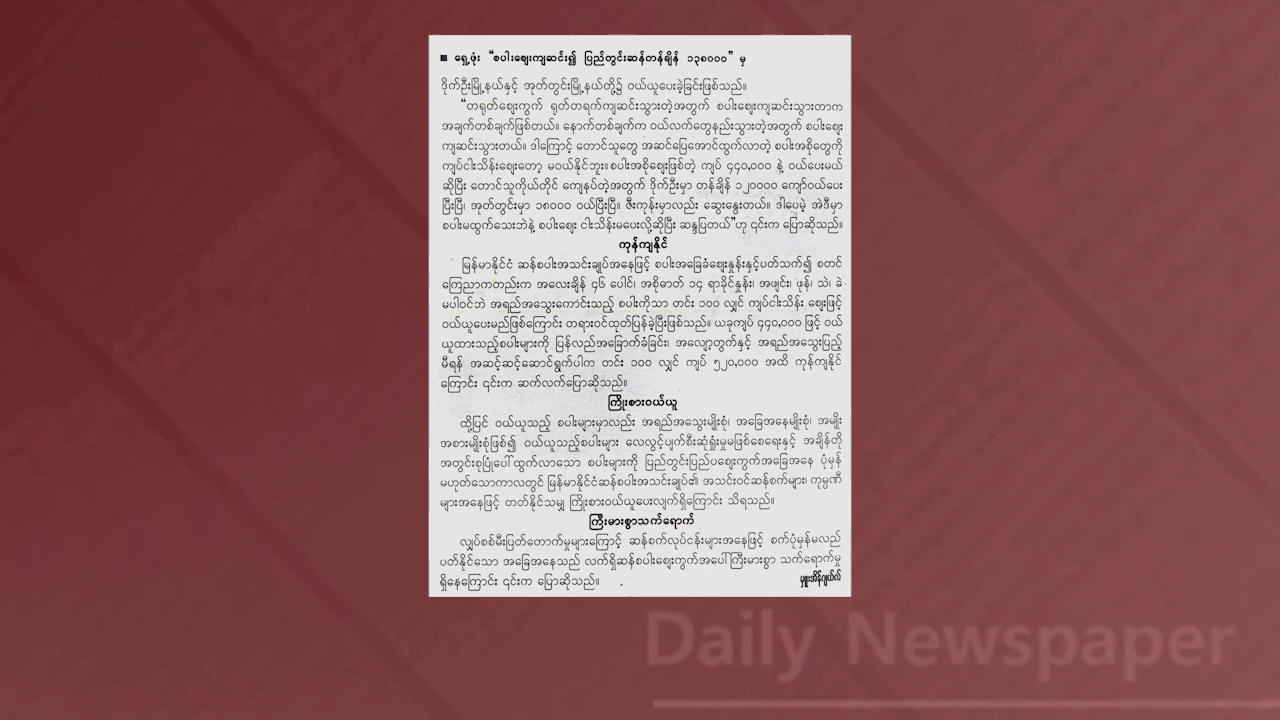 ■ ရှေ့ဖုံး “စပါးဈေးကျဆင်း၍ ပြည်တွင်းဆန်တန်ချိန် ၁၃၈၀၀၀” မှ
ဒိုက်ဦးမြို့နယ်နှင့် အုတ်တွင်းမြို့နယ်တို့၌ ဝယ်ယူပေးခဲ့ခြင်းဖြစ်သည်။
“တရုတ်ဈေးကွက် ရုတ်တရက်ကျဆင်းသွားတဲ့အတွက် စပါးဈေးကျဆင်းသွားတာက
အချက်တစ်ချက်ဖြစ်တယ်။ နောက်တစ်ချက်က ဝယ်လက်တွေနည်းသွားတဲ့အတွက် စပါးဈေး
ကျဆင်းသွားတယ်။ ဒါကြောင့် တောင်သူတွေ အဆင်ပြေအောင်ထွက်လာတဲ့ စပါးအစိုတွေကို
ကျပ်ငါးသိန်းဈေးတော့ မဝယ်နိုင်ဘူး။ စပါးအစိုဈေးဖြစ်တဲ့ ကျပ် ၄၄၀,၀၀၀ နဲ့ ဝယ်ပေးမယ်
ဆိုပြီး တောင်သူကိုယ်တိုင် ကျေနပ်တဲ့အတွက် ဒိုက်ဦးမှာ တန်ချိန် ၁၂၀၀၀၀ ကျော်ဝယ်ပေး
ပြီးပြီ၊ အုတ်တွင်းမှာ ၁၈၀၀၀ ဝယ်ပြီးပြီ။ ဇီးကုန်းမှာလည်း ဆွေးနွေးတယ်။ ဒါပေမဲ့ အဲဒီမှာ
စပါးမထွက်သေးဘဲနဲ့ စပါးဈေး ငါးသိန်းမပေးလို့ဆိုပြီး ဆန္ဒပြတယ်”ဟု ၎င်းက ပြောဆိုသည်။
ကုန်ကျနိုင်
မြန်မာနိုင်ငံ ဆန်စပါးအသင်းချုပ်အနေဖြင့် စပါးအခြေခံဈေးနှုန်းနှင့်ပတ်သက်၍ စတင်
ကြေညာကတည်းက အလေးချိန် ၄၆ ပေါင်၊ အစိုဓာတ် ၁၄ ရာခိုင်နှုန်း၊ အဖျင်း၊ ဖုန်၊ သဲ၊ ခဲ
မပါဝင်ဘဲ အရည်အသွေးကောင်းသည့် စပါးကိုသာ တင်း ၁၀၀ လျှင် ကျပ်ငါးသိန်း ဈေးဖြင့်
ဝယ်ယူပေးမည်ဖြစ်ကြောင်း တရားဝင်ထုတ်ပြန်ခဲ့ပြီးဖြစ်သည်။ ယခုကျပ် ၄၄၀,၀၀၀ ဖြင့် ဝယ်
ယူထားသည့်စပါးများကို ပြန်လည်အခြောက်ခံခြင်း၊ အလျော့တွက်နှင့် အရည်အသွေးပြည့်
မီရန် အဆင့်ဆင့်ဆောင်ရွက်ပါက တင်း ၁၀၀ လျှင် ကျပ် ၅၂၀,၀၀၀ အထိ ကုန်ကျနိုင်
ကြောင်း ၎င်းက ဆက်လက်ပြောဆိုသည်။
ကြိုးစားဝယ်ယူ
ထို့ပြင် ဝယ်ယူသည့် စပါးများမှာလည်း အရည်အသွေးမျိုးစုံ၊ အခြေအနေမျိုးစုံ၊ အမျိုး
အစားမျိုးစုံဖြစ်၍ ဝယ်ယူသည့်စပါးများ လေလွင့်ပျက်စီးဆုံးရှုံးမှုမဖြစ်စေရေးနှင့် အချိန်တို
အတွင်းစုပြုံပေါ်ထွက်လာသော စပါးများကို ပြည်တွင်းပြည်ပဈေးကွက်အခြေအနေ ပုံမှန်
မဟုတ်သောကာလတွင် မြန်မာနိုင်ငံဆန်စပါးအသင်းချုပ်၏ အသင်းဝင်ဆန်စက်များ၊ ကုမ္ပဏီ
များအနေဖြင့် တတ်နိုင်သမျှ ကြိုးစားဝယ်ယူပေးလျက်ရှိကြောင်း သိရသည်။
ကြီးမားစွာသက်ရောက်
လျှပ်စစ်မီးပြတ်တောက်မှုများကြောင့် ဆန်စက်လုပ်ငန်းများအနေဖြင့် စက်ပုံမှန်မလည်
ပတ်နိုင်သော အခြေအနေသည် လက်ရှိဆန်စပါးဈေးကွက်အပေါ်ကြီးမားစွာ သက်ရောက်မှု
ရှိနေကြောင်း ၎င်းက ပြောဆိုသည်။ မှူးအိန်ဂျယ်လ်
Daily Newspaper